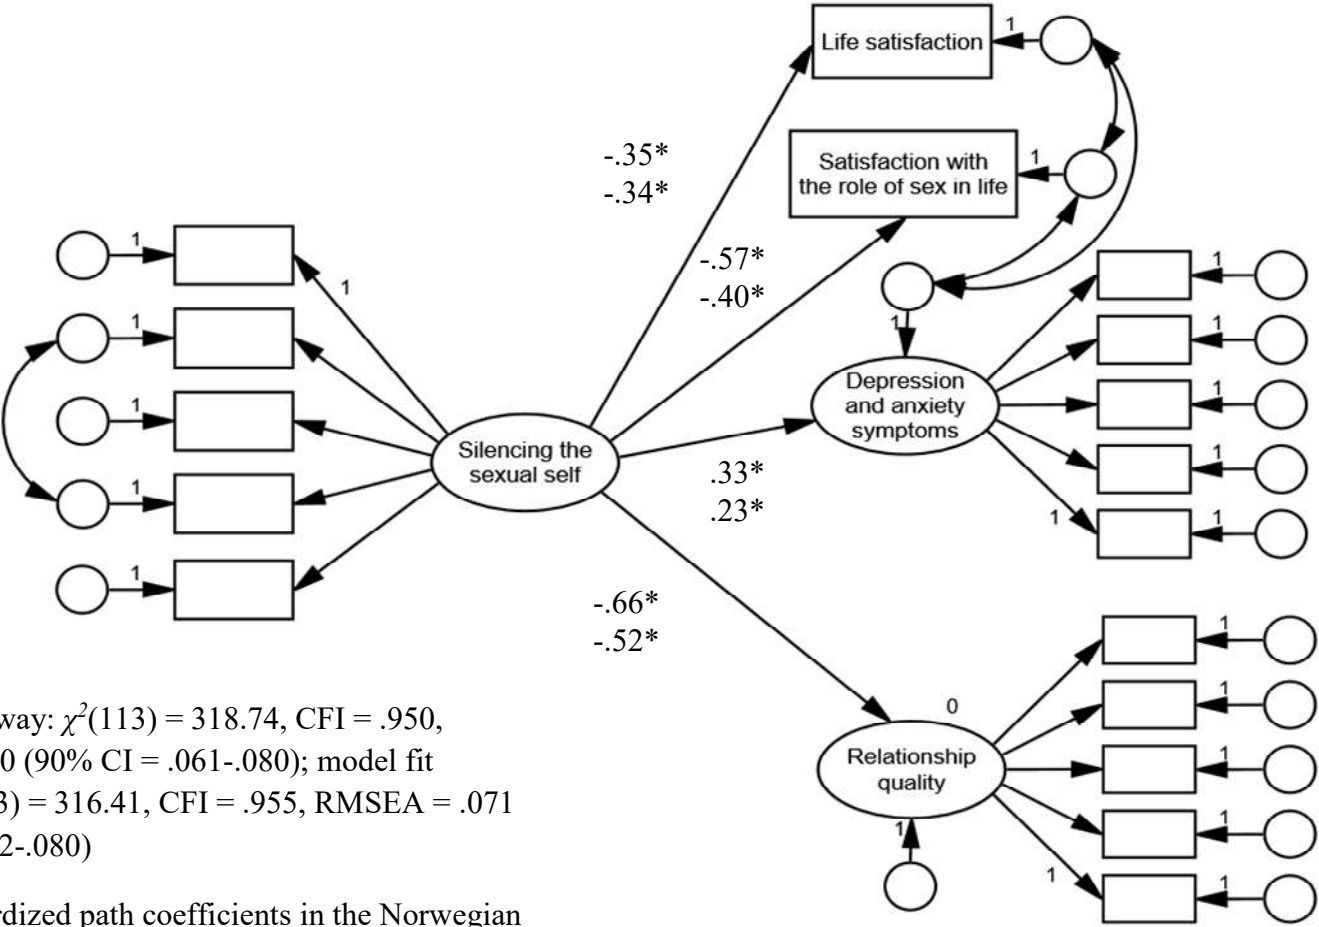 1
Life satisfaction
-.35*
-.34*
1
Satisfaction with
the role of sex in life
1
1
-.57*
-.40*
1
1
1
1
1
Depression
and anxiety
symptoms
1
1
1
1
1
Silencing the
sexual self
1
1
.33*
.23*
1
1
-.66*
-.52*
1
1
0
1
way: χ²(113) = 318.74, CFI = .950,
0 (90% CI = .061-.080); model fit
3) = 316.41, CFI = .955, RMSEA = .071
2-.080)
Relationship
quality
1
1
1
1
1
rdized path coefficients in the Norwegian